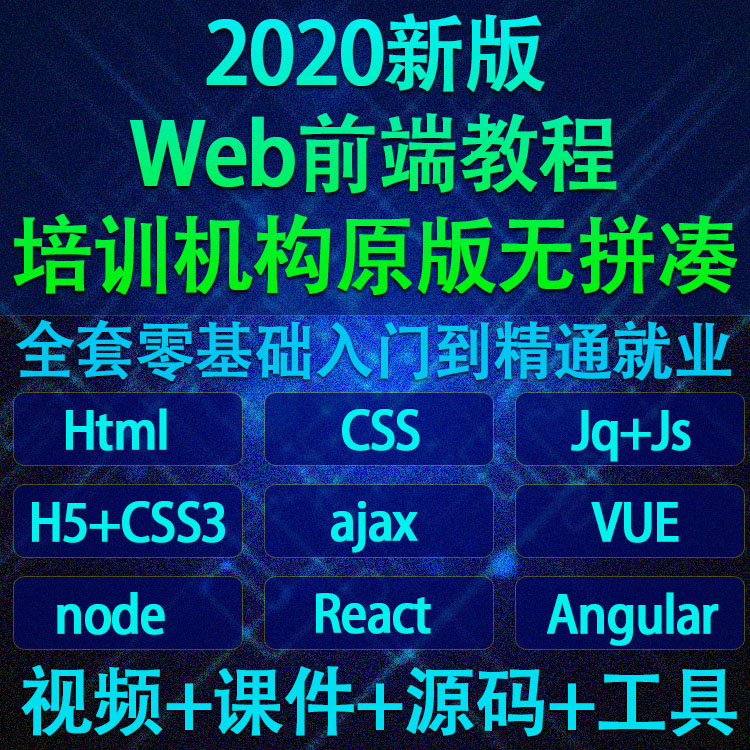 2020新版
Web前端教程
培训机构原版无拼凑
全套零基础入门到精通就业
Html CSS Jq+Js
H5+CSS3 ajax VUE
node React Angular
视频+课件+源码+工具